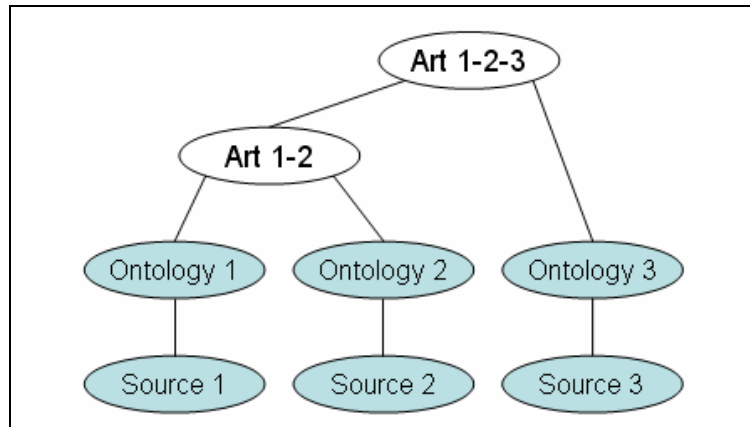 Art 1-2-3
Art 1-2
Ontology 1
Ontology 2
Ontology 3
Source 1
Source 2
Source 3